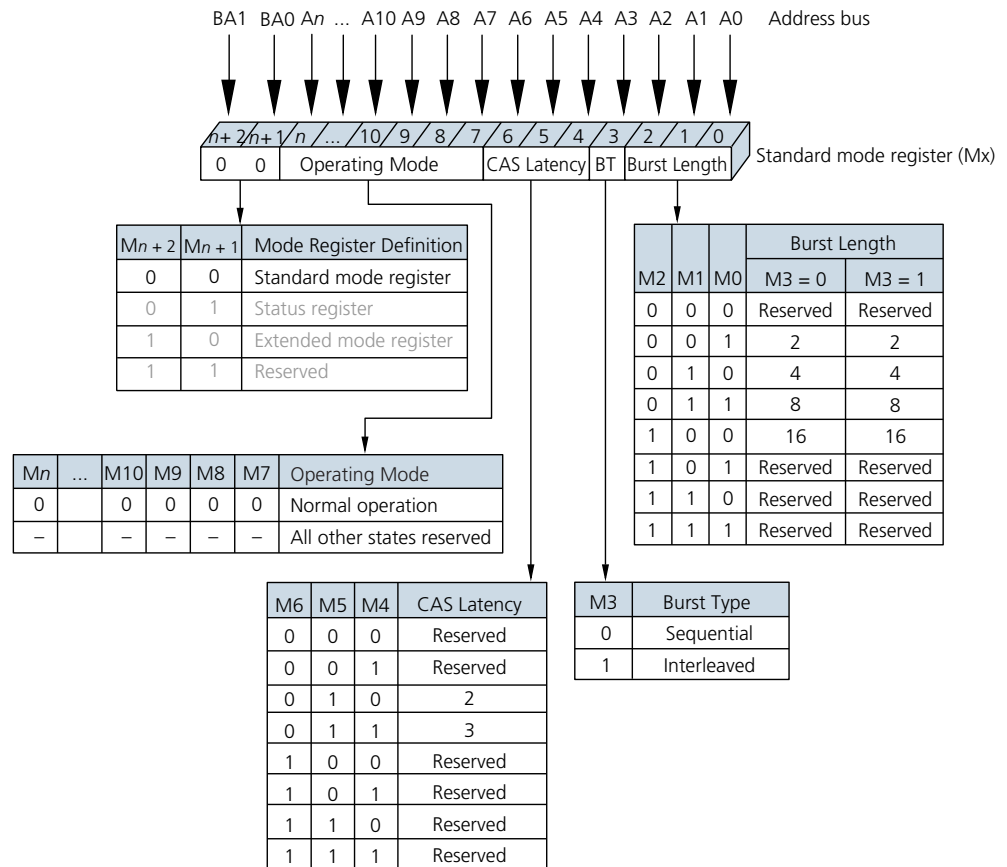 BA1 BA0 An ... A10 A9 A8 A7 A6 A5 A4 A3 A2 A1 A0 Address bus
n + 2 n + 1 n ... 10 9 8 7 6 5 4 3 2 1 0
0 0 Operating Mode CAS Latency BT Burst Length Standard mode register (Mx)
Mn + 2 Mn + 1 Mode Register Definition
0 0 Standard mode register
0 1 Status register
1 0 Extended mode register
1 1 Reserved
Burst Length
M2 M1 M0 M3 = 0 M3 = 1
0 0 0 Reserved Reserved
0 0 1 2 2
0 1 0 4 4
0 1 1 8 8
1 0 0 16 16
1 0 1 Reserved Reserved
1 1 0 Reserved Reserved
1 1 1 Reserved Reserved
Mn ... M10 M9 M8 M7 Operating Mode
0 0 0 0 0 Normal operation
– – – – – All other states reserved
M6 M5 M4 CAS Latency
0 0 0 Reserved
0 0 1 Reserved
0 1 0 2
0 1 1 3
1 0 0 Reserved
1 0 1 Reserved
1 1 0 Reserved
1 1 1 Reserved
M3 Burst Type
0 Sequential
1 Interleaved